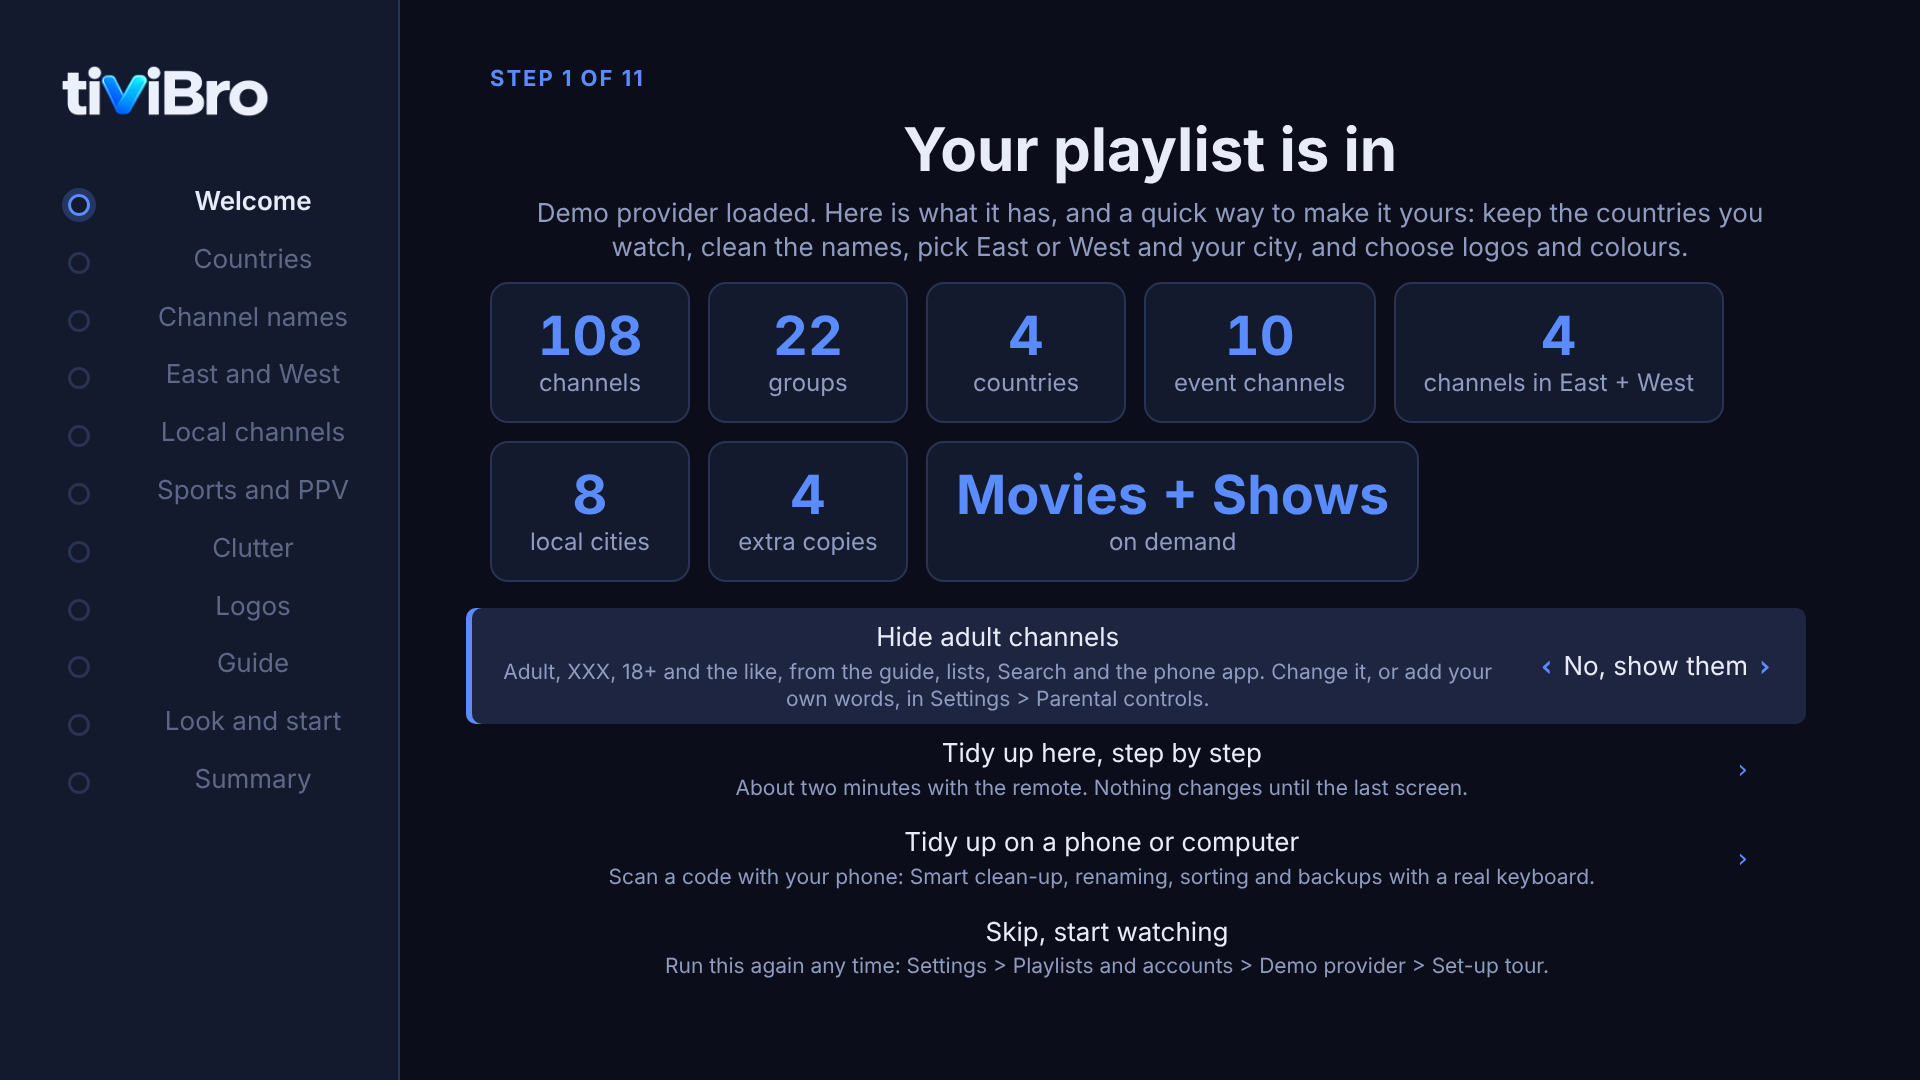 tiviBro
Welcome
Countries
Channel names
East and West
Local channels
Sports and PPV
Clutter
Logos
Guide
Look and start
Summary
STEP 1 OF 11
Your playlist is in
Demo provider loaded. Here is what it has, and a quick way to make it yours: keep the countries you
watch, clean the names, pick East or West and your city, and choose logos and colours.
108
channels
22
groups
4
countries
10
event channels
4
channels in East + West
8
local cities
4
extra copies
Movies + Shows
on demand
Hide adult channels
Adult, XXX, 18+ and the like, from the guide, lists, Search and the phone app. Change it, or add your
own words, in Settings > Parental controls.
‹ No, show them ›
Tidy up here, step by step
About two minutes with the remote. Nothing changes until the last screen.
›
Tidy up on a phone or computer
Scan a code with your phone: Smart clean-up, renaming, sorting and backups with a real keyboard.
›
Skip, start watching
Run this again any time: Settings > Playlists and accounts > Demo provider > Set-up tour.